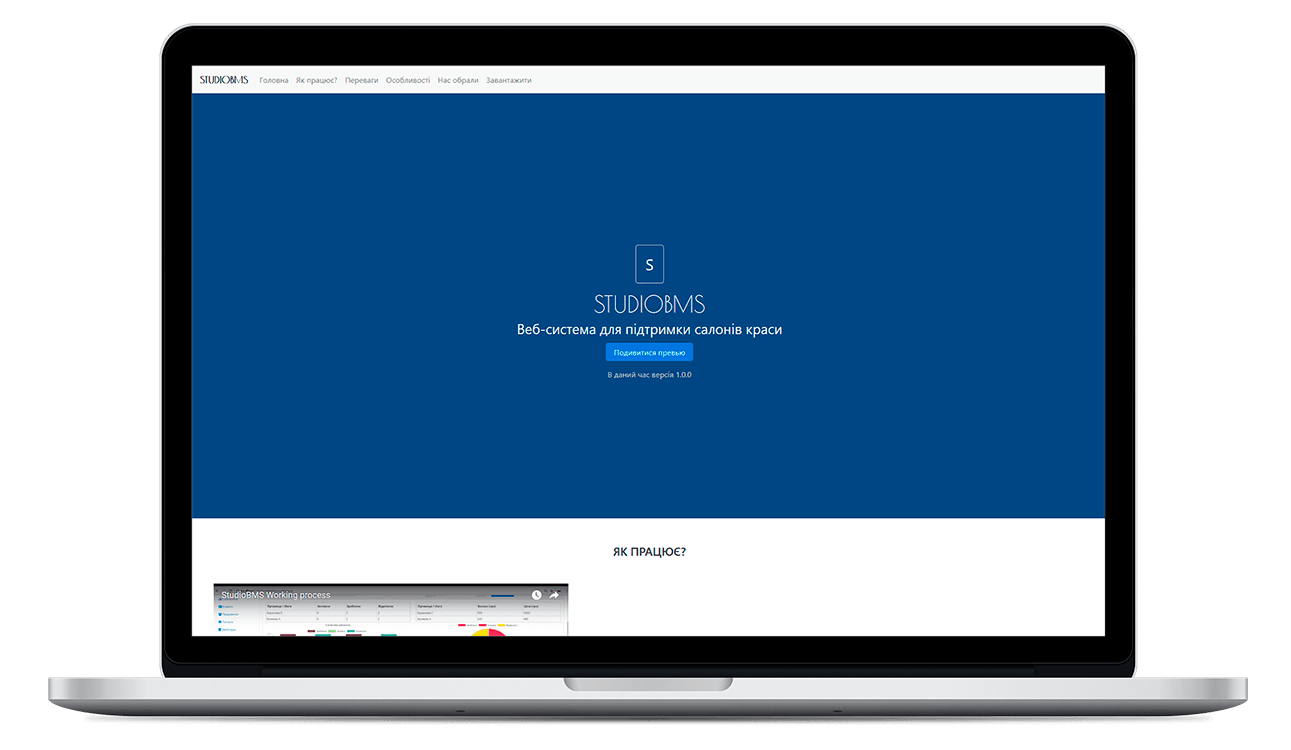 STUDIOBMS Головна Як працює? Переваги Особливості Нас обрали Завантажити
S
STUDIOBMS
Веб-система для підтримки салонів краси
Подивитися превью
В даний час версія 1.0.0
ЯК ПРАЦЮЄ?
StudioBMS Working process